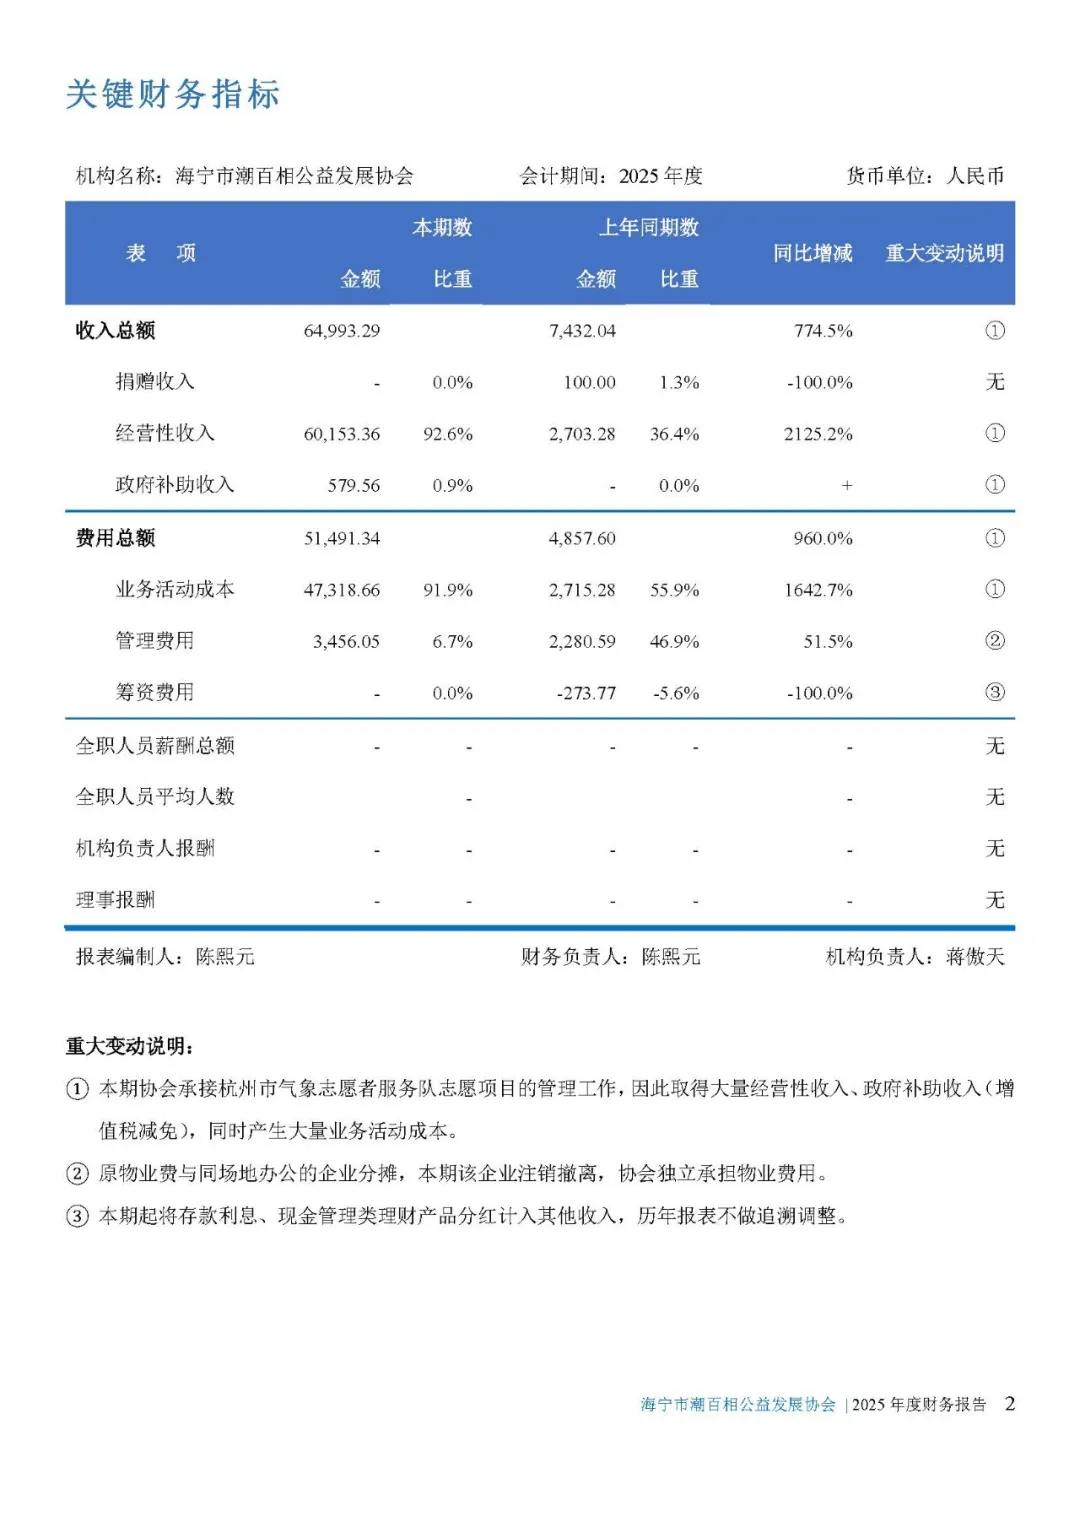 关键财务指标
机构名称：海宁市潮百相公益发展协会 会计期间：2025 年度 货币单位：人民币
本期数 上年同期数
表 项 同比增减 重大变动说明
金额 比重 金额 比重
收入总额 64,993.29 7,432.04 774.5% ①
捐赠收入 - 0.0% 100.00 1.3% -100.0% 无
经营性收入 60,153.36 92.6% 2,703.28 36.4% 2125.2% ①
政府补助收入 579.56 0.9% - 0.0% + ①
费用总额 51,491.34 4,857.60 960.0% ①
业务活动成本 47,318.66 91.9% 2,715.28 55.9% 1642.7% ①
管理费用 3,456.05 6.7% 2,280.59 46.9% 51.5% ②
筹资费用 - 0.0% -273.77 -5.6% -100.0% ③
全职人员薪酬总额 - - - - - 无
全职人员平均人数 - - 无
机构负责人报酬 - - - - - 无
理事报酬 - - - - - 无
报表编制人：陈熙元 财务负责人：陈熙元 机构负责人：蒋傲天
重大变动说明：
① 本期协会承接杭州市气象志愿者服务队志愿项目的管理工作，因此取得大量经营性收入、政府补助收入（增
值税减免），同时产生大量业务活动成本。
② 原物业费与同场地办公的企业分摊，本期该企业注销撤离，协会独立承担物业费用。
③ 本期起将存款利息、现金管理类理财产品分红计入其他收入，历年报表不做追溯调整。
海宁市潮百相公益发展协会 | 2025 年度财务报告 2